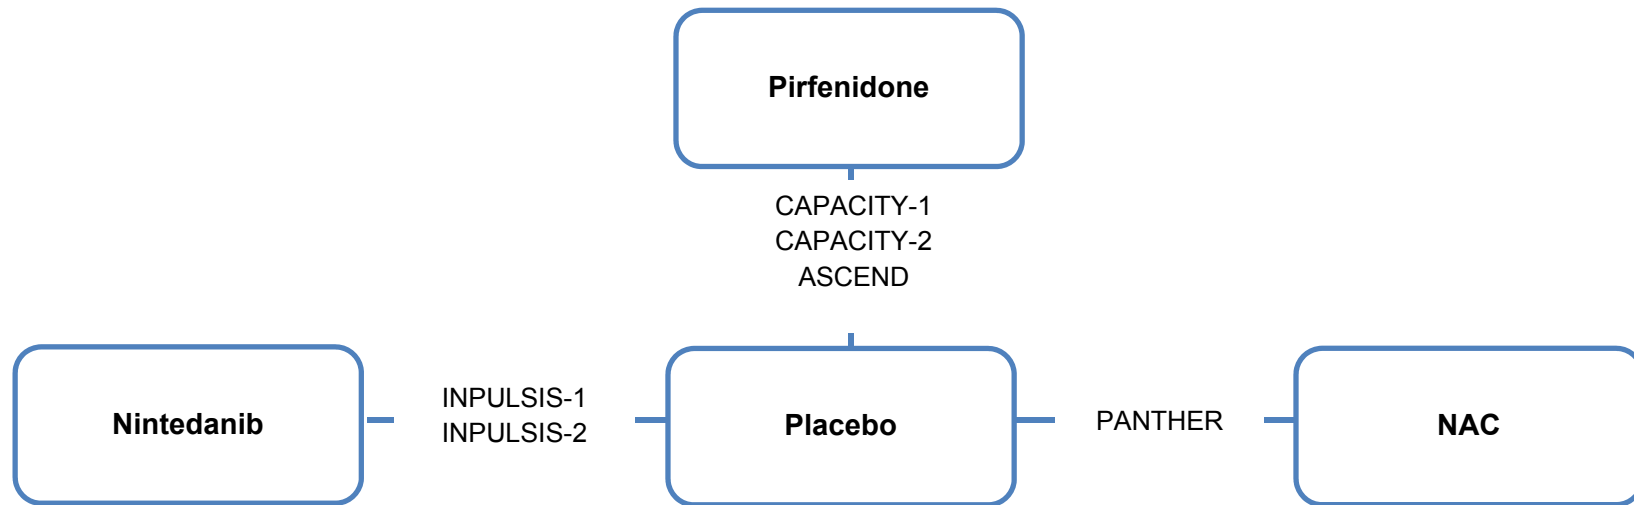 Pirfenidone
CAPACITY-1
CAPACITY-2
ASCEND
Nintedanib
INPULSIS-1
INPULSIS-2
Placebo
PANTHER
NAC